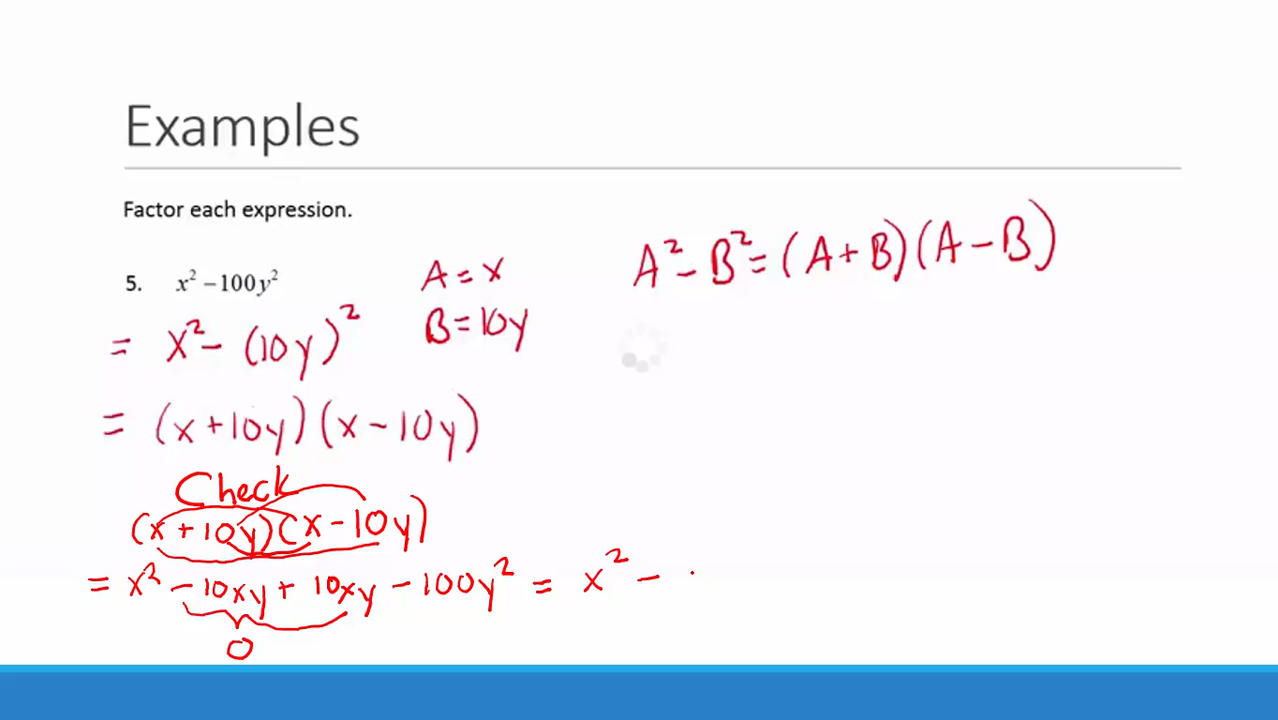 Examples
Factor each expression.
A² - B² = (A + B)(A - B)
5. x² - 100y²
A = x
= x² - (10y)²
B = 10y
= (x + 10y)(x - 10y)
Check
(x + 10y)(x - 10y)
= x² - 10xy + 10xy - 100y² = x² -
0